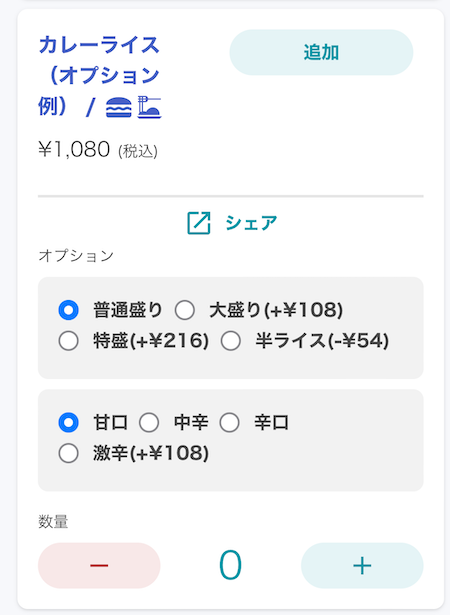 カレーライス
（オプション
例） /
追加
¥1,080 (税込)
シェア
オプション
普通盛り 大盛り(+¥108)
特盛(+¥216) 半ライス(-¥54)
甘口 中辛 辛口
激辛(+¥108)
数量
− 0 +